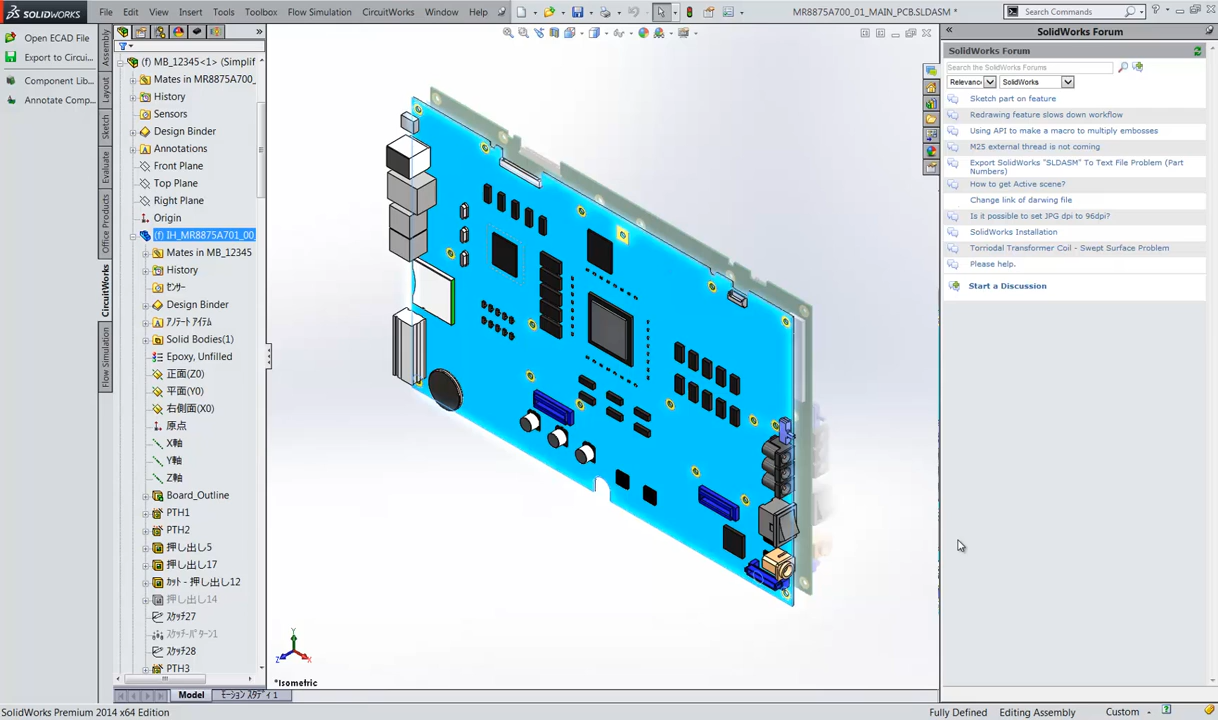 SOLIDWORKS File Edit View Insert Tools Toolbox Flow Simulation CircuitWorks Window Help MR8875A700_01_MAIN_PCB.SLDASM * Search Commands
Open ECAD File
Export to Circui...
Component Lib...
Annotate Comp...
Assembly
Layout
Sketch
Evaluate
Office Products
CircuitWorks
Flow Simulation
(f) MB_12345<1> (Simplif
Mates in MR8875A700_
History
Sensors
Design Binder
Annotations
Front Plane
Top Plane
Right Plane
Origin
(f) IH_MR8875A701_00
Mates in MB_12345
History
センサー
Design Binder
アノテート アイテム
Solid Bodies(1)
Epoxy, Unfilled
正面(Z0)
平面(Y0)
右側面(X0)
原点
X軸
Y軸
Z軸
Board_Outline
PTH1
PTH2
押し出し5
押し出し17
カット - 押し出し12
押し出し14
スケッチ27
スケッチ-パターン1
スケッチ28
PTH3
Y
Z
X
*Isometric
Model モーション スタディ 1
SolidWorks Premium 2014 x64 Edition
Fully Defined Editing Assembly Custom
SolidWorks Forum
SolidWorks Forum
Search the SolidWorks Forums
Relevanc SolidWorks
Sketch part on feature
Redrawing feature slows down workflow
Using API to make a macro to multiply embosses
M25 external thread is not coming
Export SolidWorks "SLDASM" To Text File Problem (Part
Numbers)
How to get Active scene?
Change link of darwing file
Is it possible to set JPG dpi to 96dpi?
SolidWorks Installation
Torriodal Transformer Coil - Swept Surface Problem
Please help.
Start a Discussion